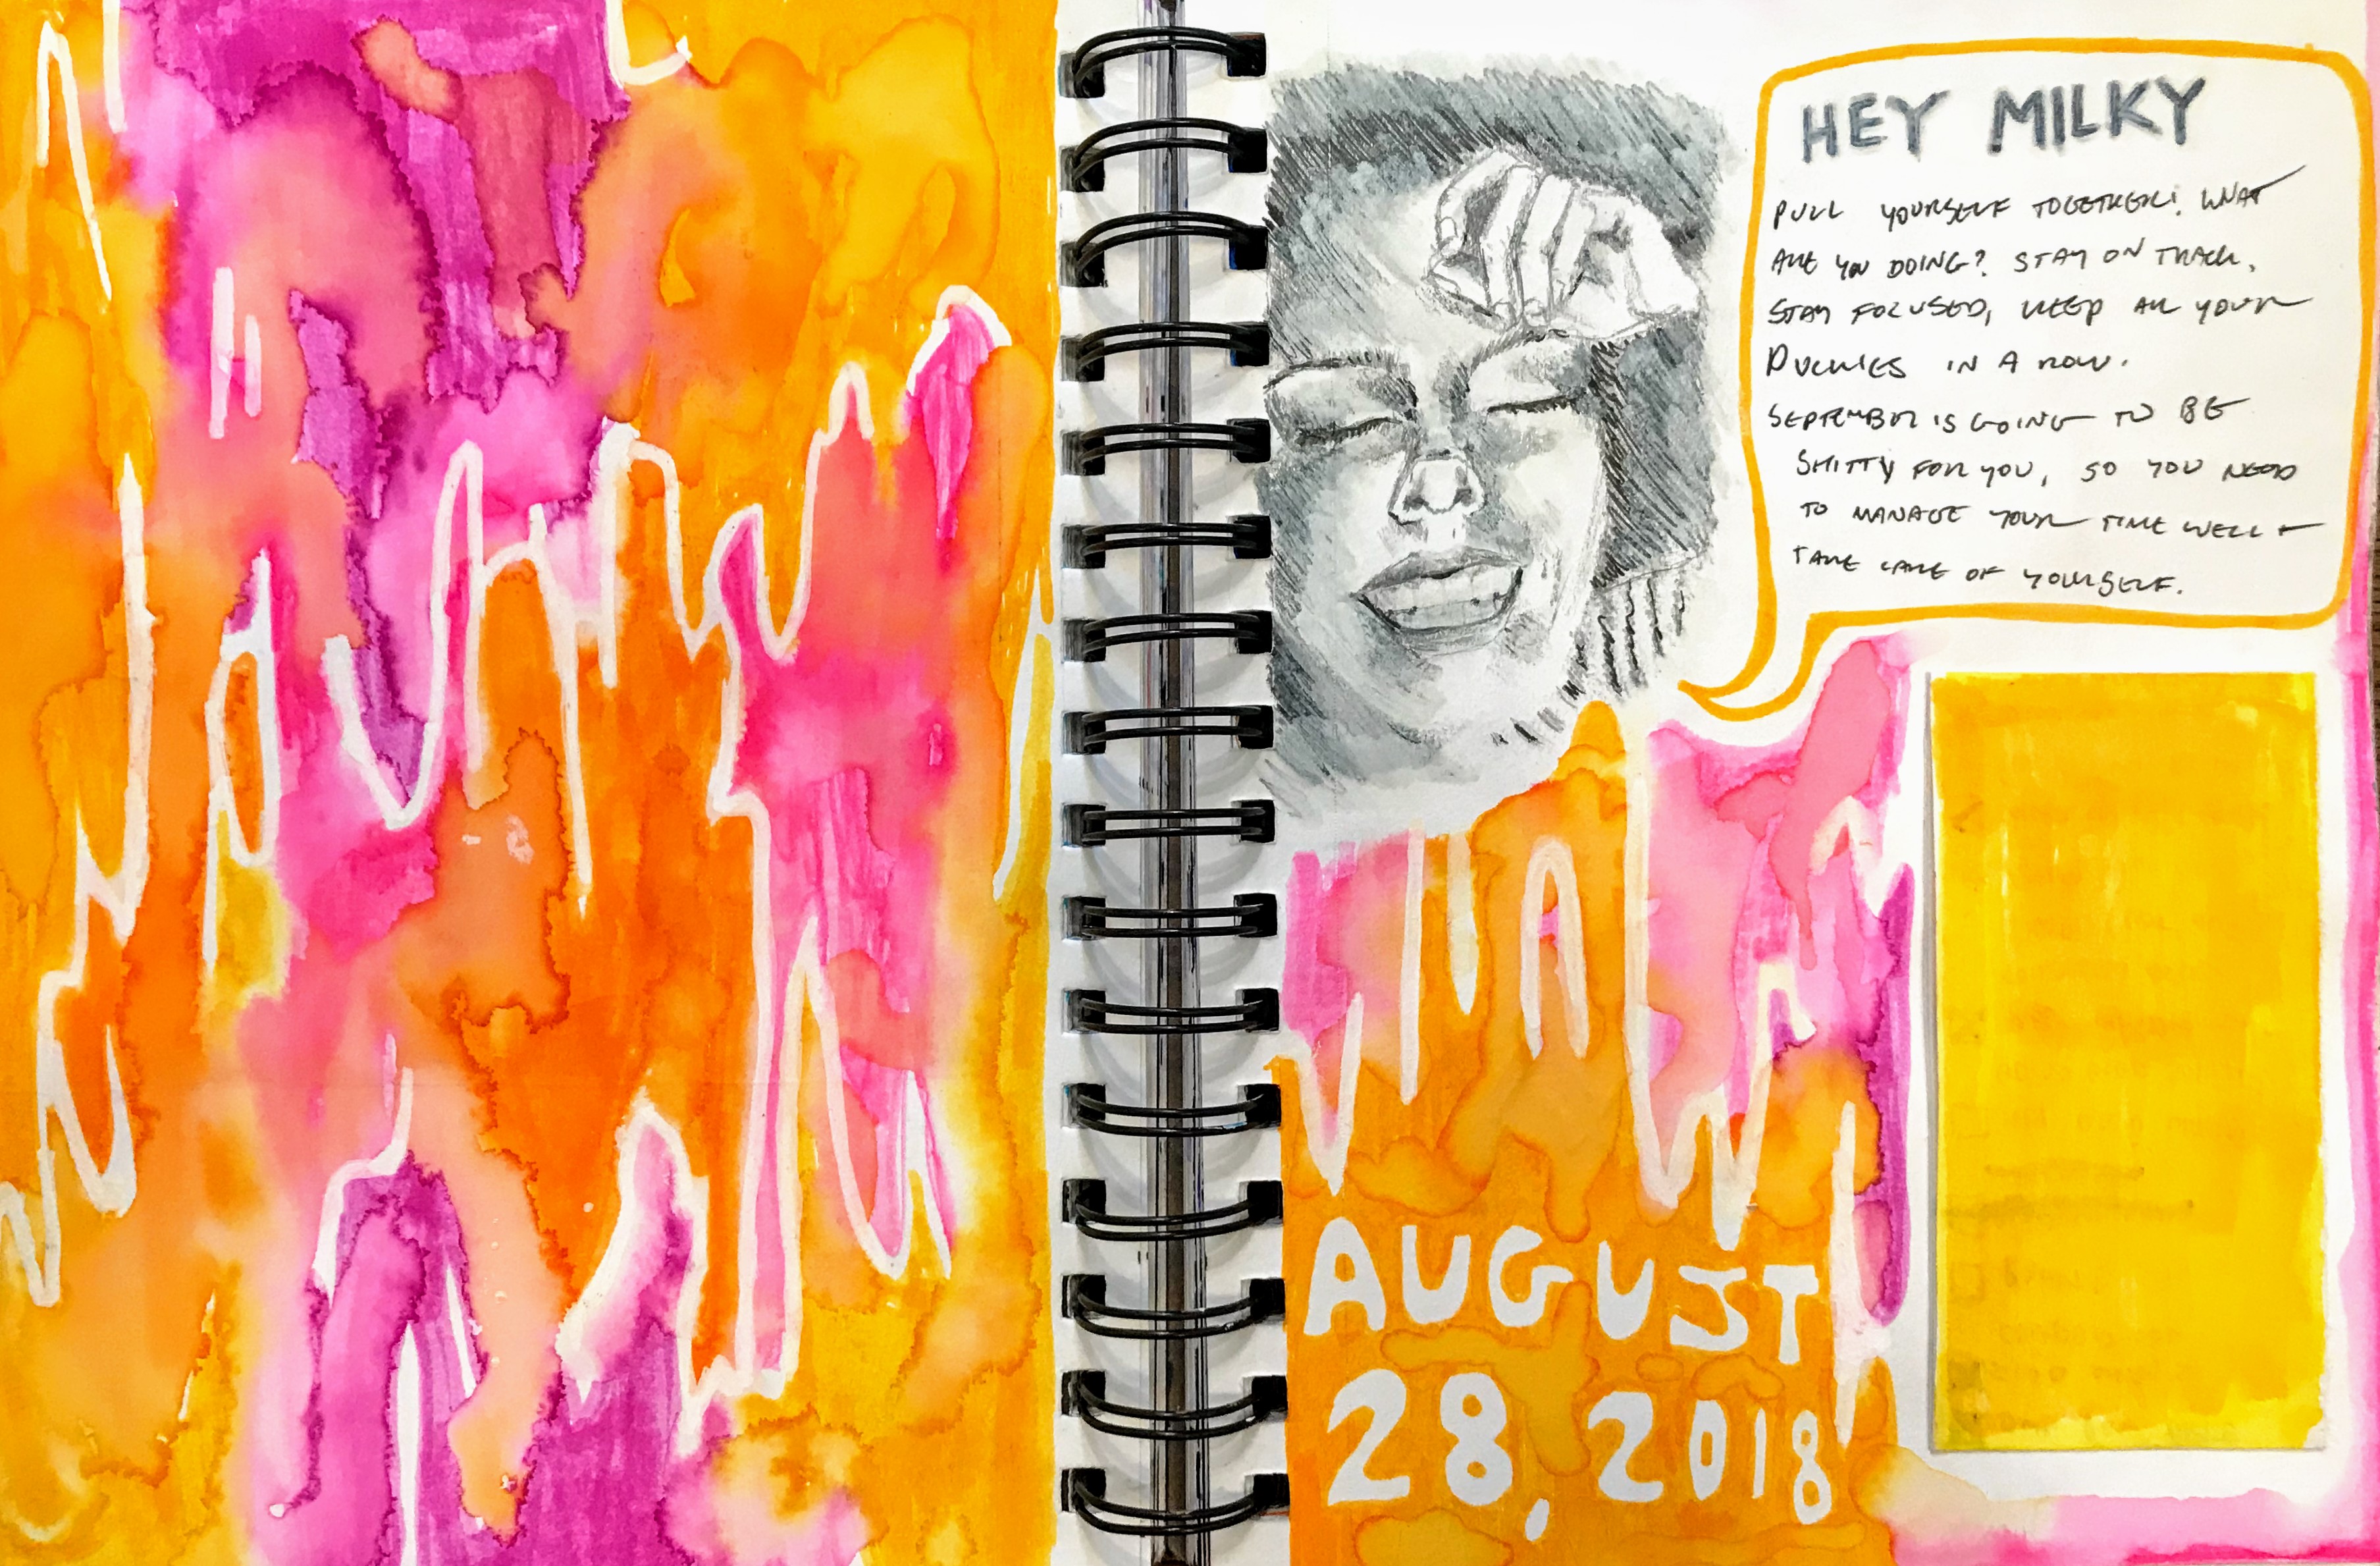 HEY MILKY
PULL YOURSELF TOGETHER! WHAT
ARE YOU DOING? STAY ON TRACK,
STAY FOCUSED, KEEP ALL YOUR
DUCKIES IN A ROW.
SEPTEMBER IS GOING TO BE
SHITTY FOR YOU, SO YOU NEED
TO MANAGE YOUR TIME WELL +
TAKE CARE OF YOURSELF.
AUGUST
28, 2018